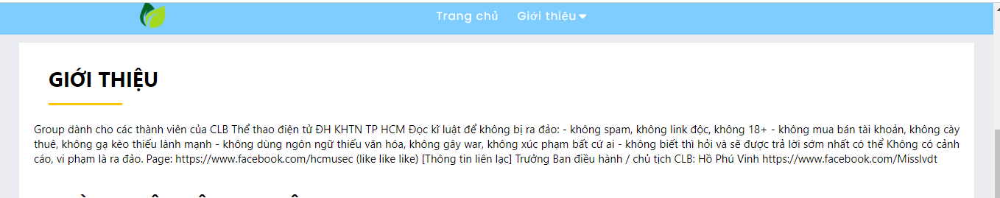 Trang chủ Giới thiệu
GIỚI THIỆU
Group dành cho các thành viên của CLB Thể thao điện tử ĐH KHTN TP HCM Đọc kĩ luật để không bị ra đảo: - không spam, không link độc, không 18+ - không mua bán tài khoản, không cày
thuê, không gạ kèo thiếu lành mạnh - không dùng ngôn ngữ thiếu văn hóa, không gây war, không xúc phạm bất cứ ai - không biết thì hỏi và sẽ được trả lời sớm nhất có thể Không có cảnh
cáo, vi phạm là ra đảo. Page: https://www.facebook.com/hcmusec (like like like) [Thông tin liên lạc] Trưởng Ban điều hành / chủ tịch CLB: Hồ Phú Vinh https://www.facebook.com/Misslvdt